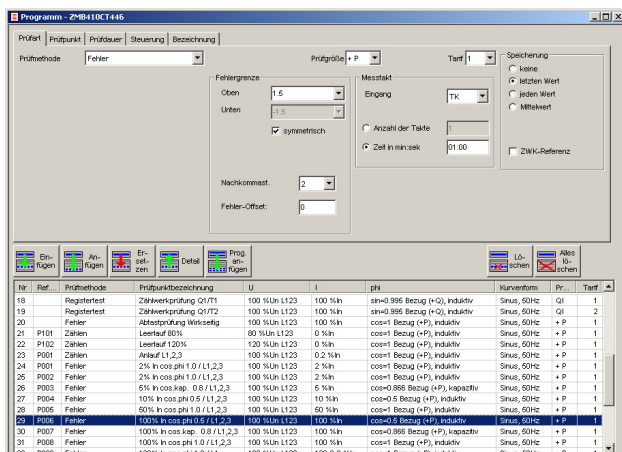 Programm - ZMB410CT446
Prüfart Prüfpunkt Prüfdauer Steuerung Bezeichnung
Prüfmethode Fehler Prüfgröße + P Tarif 1
Speicherung
keine
letzten Wert
jeden Wert
Mittelwert
ZWK-Referenz
Fehlergrenze
Oben 1.5
Unten -1.5
symmetrisch
Nachkommast. 2
Fehler-Offset: 0
Messtakt
Eingang TK
Anzahl der Takte 1
Zeit in min:sek 01:00
Ein-fügen An-fügen Er-set-zen Detail Prog. an-fügen Lö-schen Alles lö-schen
Nr Ref... Prüfmethode Prüfpunktbezeichnung U I phi Kurvenform Pr... Tarif
18 Registertest Zählwerkprüfung Q1/T1 100 %Un L123 100 %In sin=0.995 Bezug (+Q), induktiv Sinus, 50Hz QI 1
19 Registertest Zählwerkprüfung Q1/T2 100 %Un L123 100 %In sin=0.995 Bezug (+Q), induktiv Sinus, 50Hz QI 2
20 Fehler Abtastprüfung Wirkseitig 100 %Un L123 100 %In cos=1 Bezug (+P), induktiv Sinus, 50Hz + P 1
21 P101 Zählen Leerlauf 80% 80 %Un L123 0 %In cos=1 Bezug (+P), induktiv Sinus, 50Hz + P 1
22 P102 Zählen Leerlauf 120% 120 %Un L123 0 %In cos=1 Bezug (+P), induktiv Sinus, 50Hz + P 1
23 P001 Zählen Anlauf L1,2,3 100 %Un L123 0.2 %In cos=1 Bezug (+P), induktiv Sinus, 50Hz + P 1
24 P001 Fehler 2% In cos.phi 1.0 / L1,2,3 100 %Un L123 2 %In cos=1 Bezug (+P), induktiv Sinus, 50Hz + P 1
25 P002 Fehler 2% In cos.phi 1.0 / L1,2,3 100 %Un L123 2 %In cos=1 Bezug (+P), induktiv Sinus, 50Hz + P 1
26 P003 Fehler 5% In cos.kap. 0.8 / L1,2,3 100 %Un L123 5 %In cos=0.866 Bezug (+P), kapazitiv Sinus, 50Hz + P 1
27 P004 Fehler 10% In cos.phi 0.5 / L1,2,3 100 %Un L123 10 %In cos=0.5 Bezug (+P), induktiv Sinus, 50Hz + P 1
28 P005 Fehler 50% In cos.phi 1.0 / L1,2,3 100 %Un L123 50 %In cos=1 Bezug (+P), induktiv Sinus, 50Hz + P 1
29 P006 Fehler 100% In cos.phi 0.5 / L1,2,3 100 %Un L123 100 %In cos=0.5 Bezug (+P), induktiv Sinus, 50Hz + P 1
30 P007 Fehler 100% In cos.kap. 0.8 / L1,2,3 100 %Un L123 100 %In cos=0.866 Bezug (+P), kapazitiv Sinus, 50Hz + P 1
31 P008 Fehler 100% In cos.phi 1.0 / L1,2,3 100 %Un L123 100 %In cos=1 Bezug (+P), induktiv Sinus, 50Hz + P 1